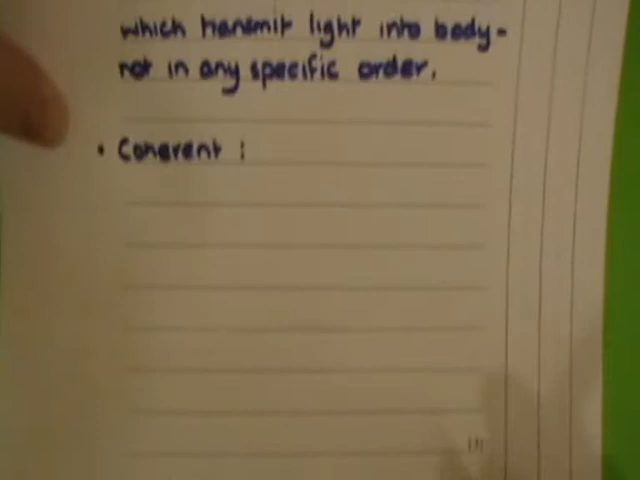 which transmit light into body-
not in any specific order.
• Coherent :